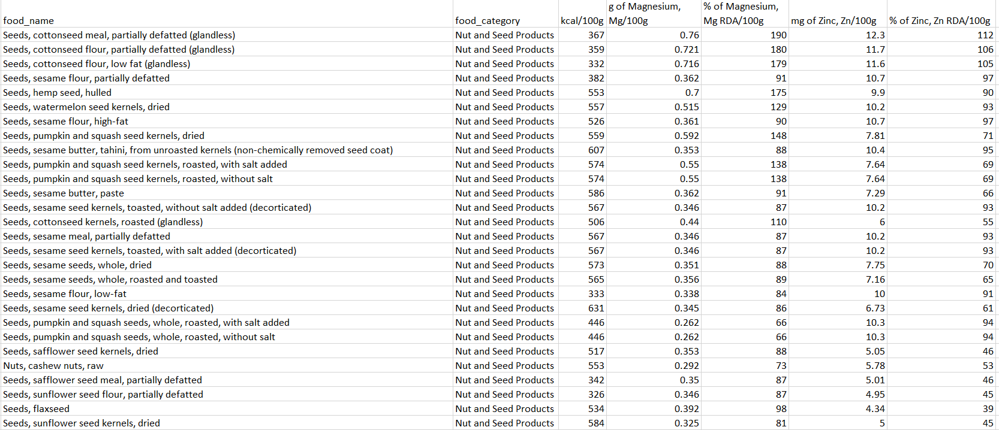 g of Magnesium, % of Magnesium,
food_name food_category kcal/100g Mg/100g Mg RDA/100g mg of Zinc, Zn/100g % of Zinc, Zn RDA/100g
Seeds, cottonseed meal, partially defatted (glandless) Nut and Seed Products 367 0.76 190 12.3 112
Seeds, cottonseed flour, partially defatted (glandless) Nut and Seed Products 359 0.721 180 11.7 106
Seeds, cottonseed flour, low fat (glandless) Nut and Seed Products 332 0.716 179 11.6 105
Seeds, sesame flour, partially defatted Nut and Seed Products 382 0.362 91 10.7 97
Seeds, hemp seed, hulled Nut and Seed Products 553 0.7 175 9.9 90
Seeds, watermelon seed kernels, dried Nut and Seed Products 557 0.515 129 10.2 93
Seeds, sesame flour, high-fat Nut and Seed Products 526 0.361 90 10.7 97
Seeds, pumpkin and squash seed kernels, dried Nut and Seed Products 559 0.592 148 7.81 71
Seeds, sesame butter, tahini, from unroasted kernels (non-chemically removed seed coat) Nut and Seed Products 607 0.353 88 10.4 95
Seeds, pumpkin and squash seed kernels, roasted, with salt added Nut and Seed Products 574 0.55 138 7.64 69
Seeds, pumpkin and squash seed kernels, roasted, without salt Nut and Seed Products 574 0.55 138 7.64 69
Seeds, sesame butter, paste Nut and Seed Products 586 0.362 91 7.29 66
Seeds, sesame seed kernels, toasted, without salt added (decorticated) Nut and Seed Products 567 0.346 87 10.2 93
Seeds, cottonseed kernels, roasted (glandless) Nut and Seed Products 506 0.44 110 6 55
Seeds, sesame meal, partially defatted Nut and Seed Products 567 0.346 87 10.2 93
Seeds, sesame seed kernels, toasted, with salt added (decorticated) Nut and Seed Products 567 0.346 87 10.2 93
Seeds, sesame seeds, whole, dried Nut and Seed Products 573 0.351 88 7.75 70
Seeds, sesame seeds, whole, roasted and toasted Nut and Seed Products 565 0.356 89 7.16 65
Seeds, sesame flour, low-fat Nut and Seed Products 333 0.338 84 10 91
Seeds, sesame seed kernels, dried (decorticated) Nut and Seed Products 631 0.345 86 6.73 61
Seeds, pumpkin and squash seeds, whole, roasted, with salt added Nut and Seed Products 446 0.262 66 10.3 94
Seeds, pumpkin and squash seeds, whole, roasted, without salt Nut and Seed Products 446 0.262 66 10.3 94
Seeds, safflower seed kernels, dried Nut and Seed Products 517 0.353 88 5.05 46
Nuts, cashew nuts, raw Nut and Seed Products 553 0.292 73 5.78 53
Seeds, safflower seed meal, partially defatted Nut and Seed Products 342 0.35 87 5.01 46
Seeds, sunflower seed flour, partially defatted Nut and Seed Products 326 0.346 87 4.95 45
Seeds, flaxseed Nut and Seed Products 534 0.392 98 4.34 39
Seeds, sunflower seed kernels, dried Nut and Seed Products 584 0.325 81 5 45